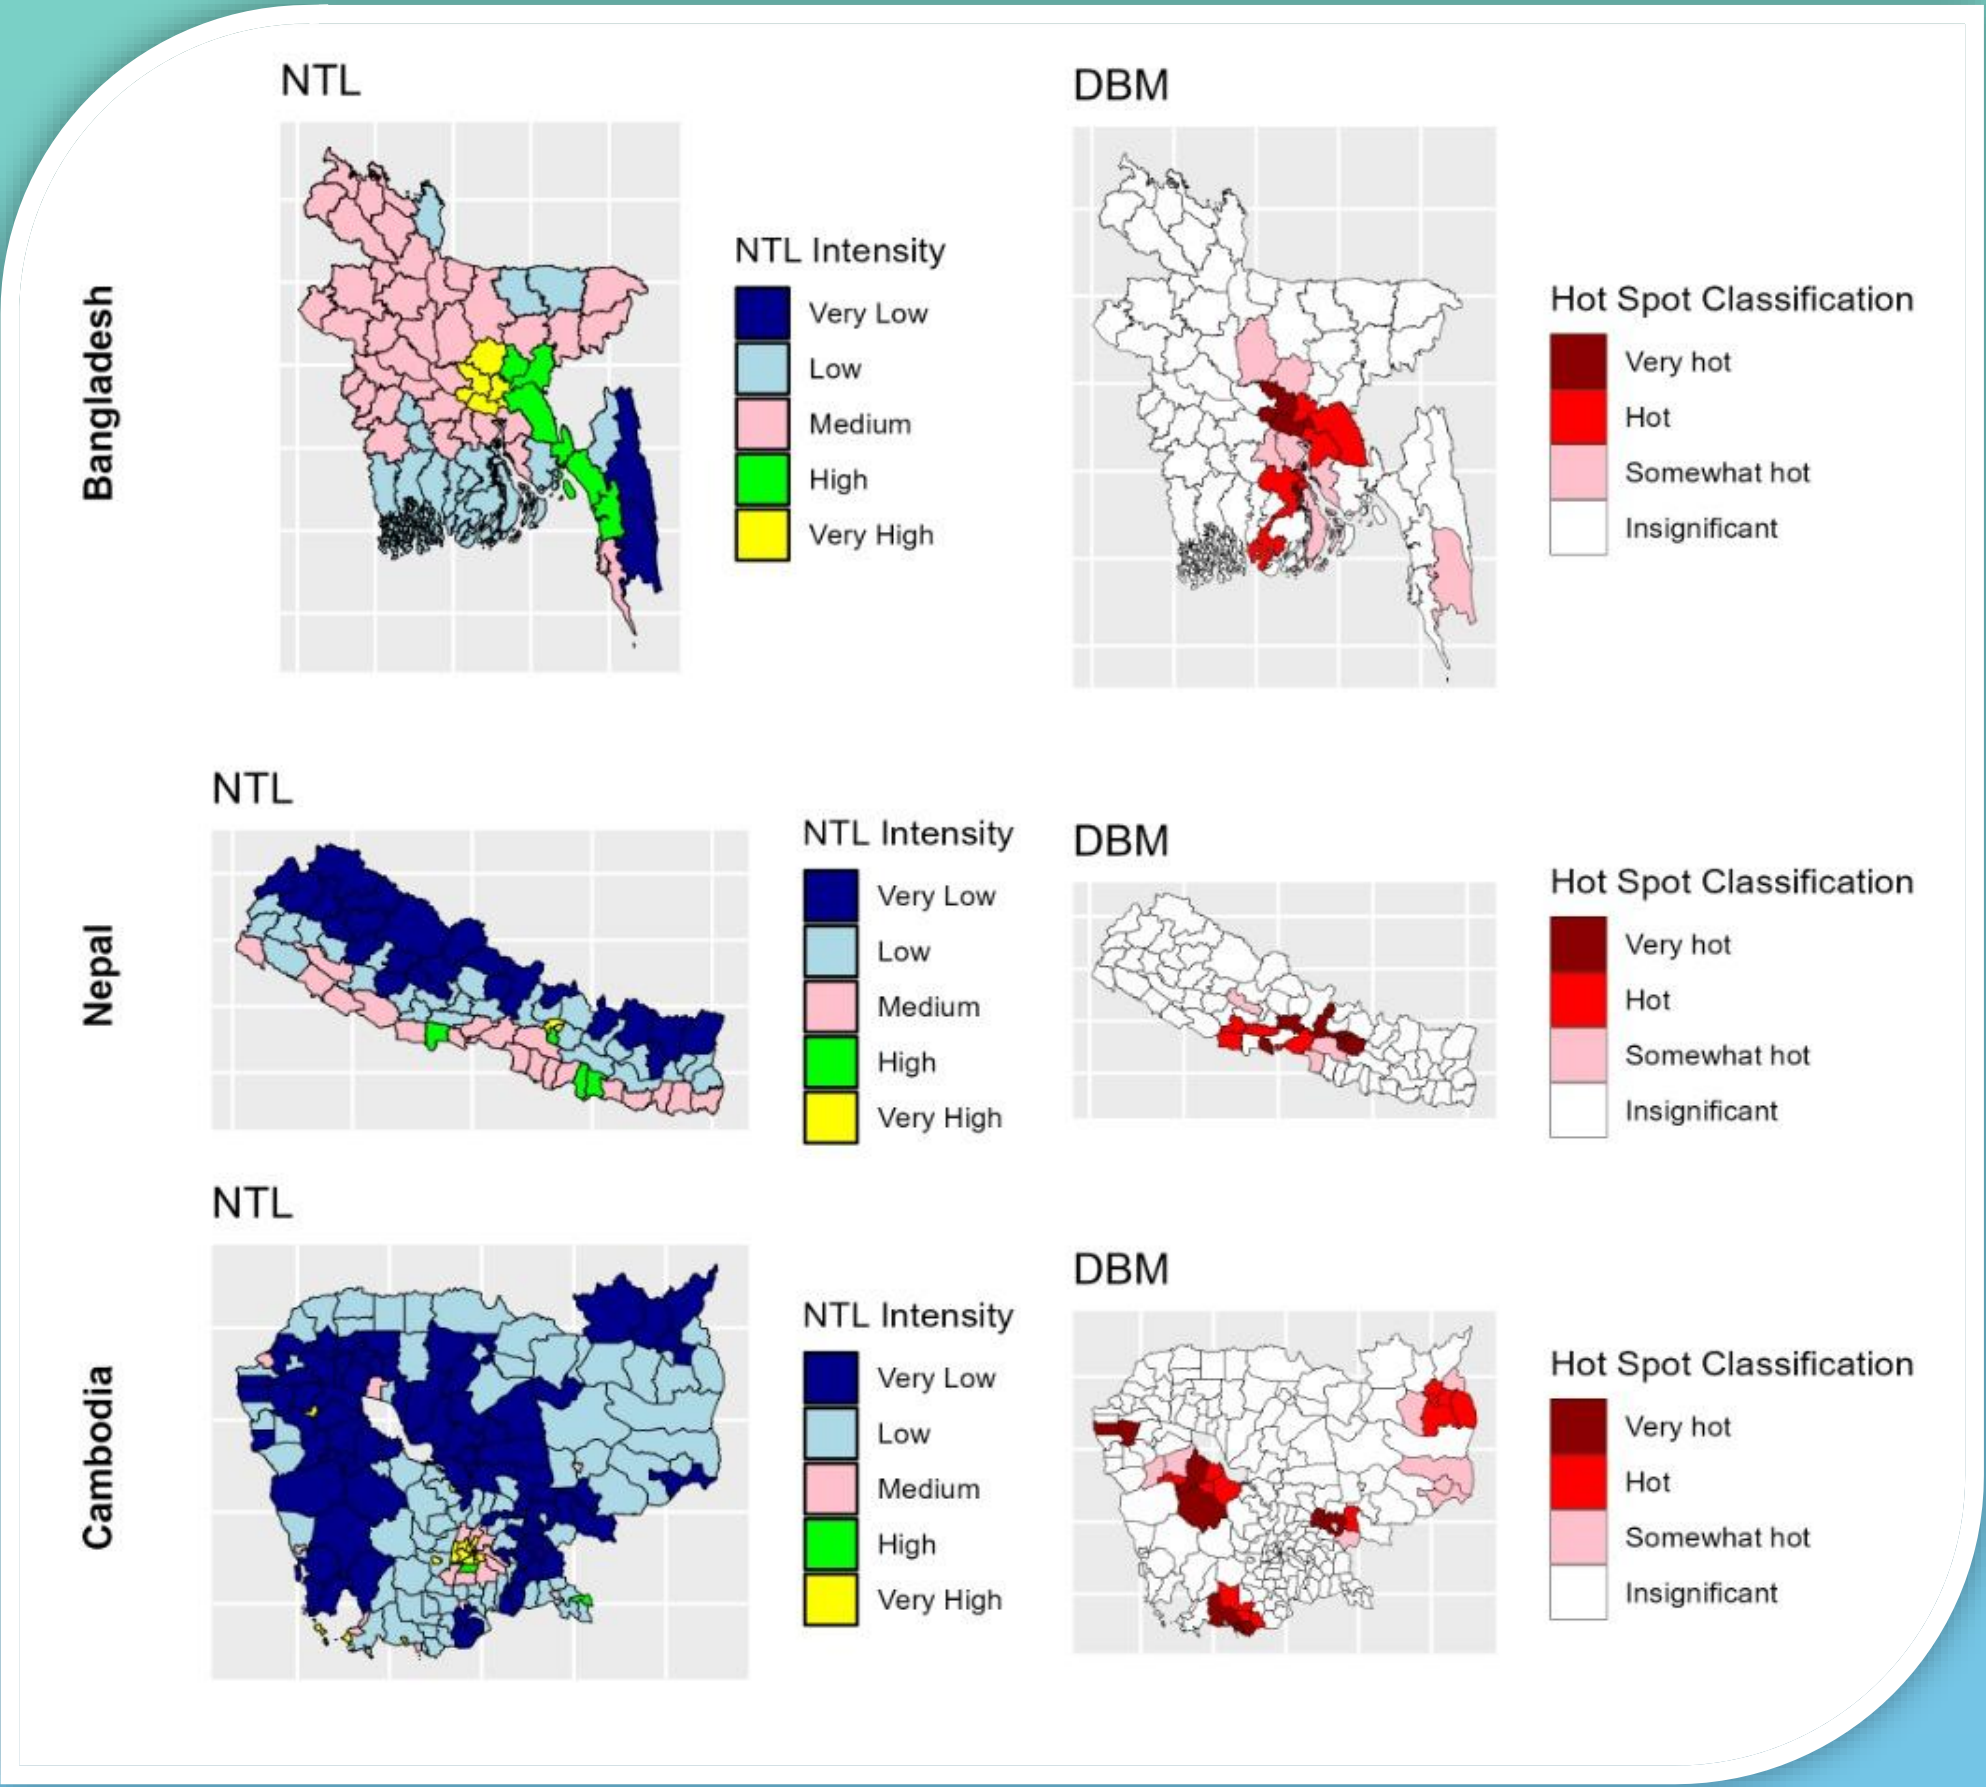 NTL
DBM
Bangladesh
NTL Intensity
Very Low
Low
Medium
High
Very High
Hot Spot Classification
Very hot
Hot
Somewhat hot
Insignificant
NTL
DBM
Nepal
NTL Intensity
Very Low
Low
Medium
High
Very High
Hot Spot Classification
Very hot
Hot
Somewhat hot
Insignificant
NTL
DBM
Cambodia
NTL Intensity
Very Low
Low
Medium
High
Very High
Hot Spot Classification
Very hot
Hot
Somewhat hot
Insignificant